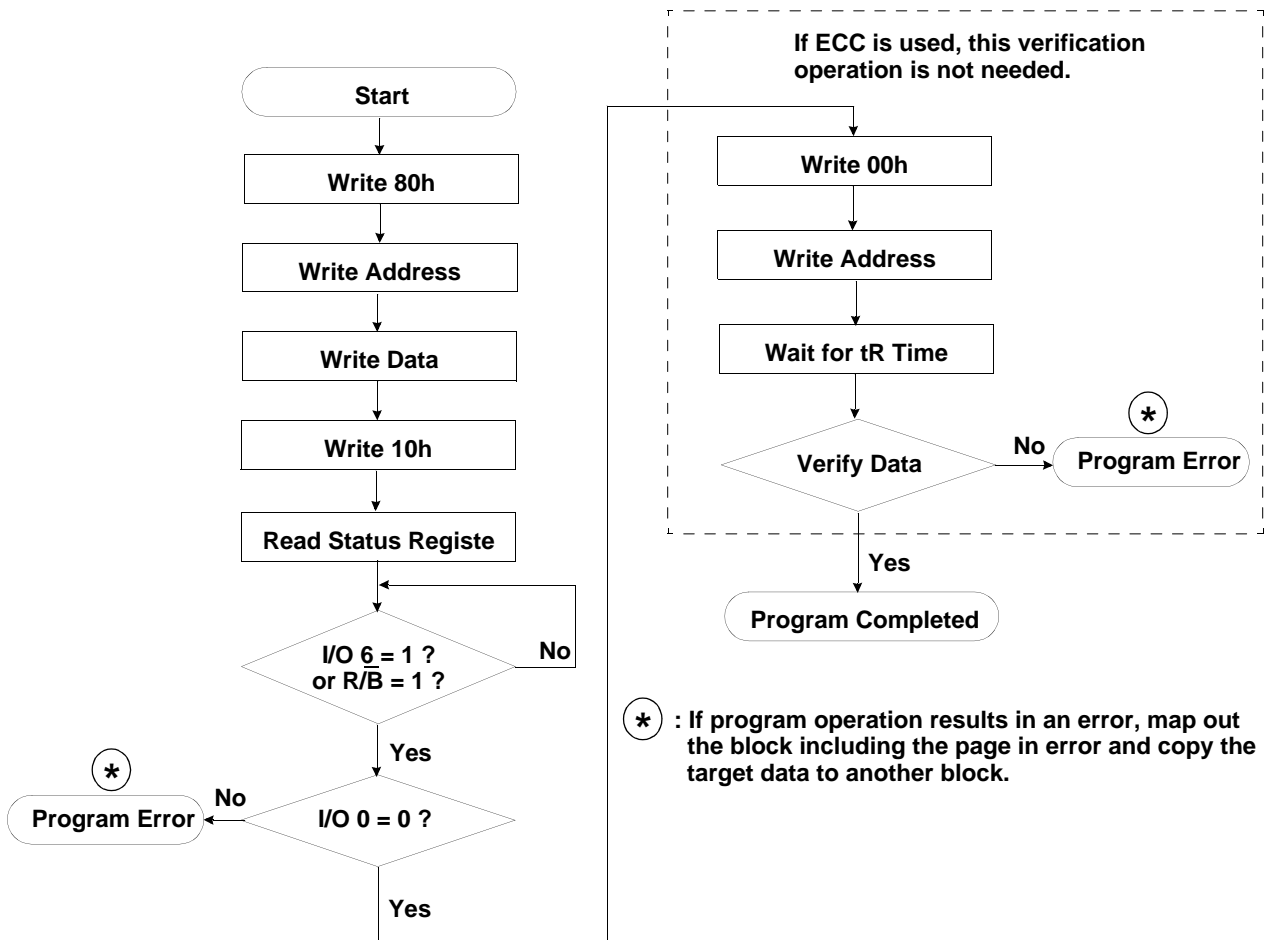 Start
Write 80h
Write Address
Write Data
Write 10h
Read Status Registe
I/O 6 = 1 ?
or R/B̅ = 1 ?
No
Yes
*
No
Program Error
I/O 0 = 0 ?
Yes
If ECC is used, this verification
operation is not needed.
Write 00h
Write Address
Wait for tR Time
*
Verify Data
No
Program Error
Yes
Program Completed
* : If program operation results in an error, map out
the block including the page in error and copy the
target data to another block.